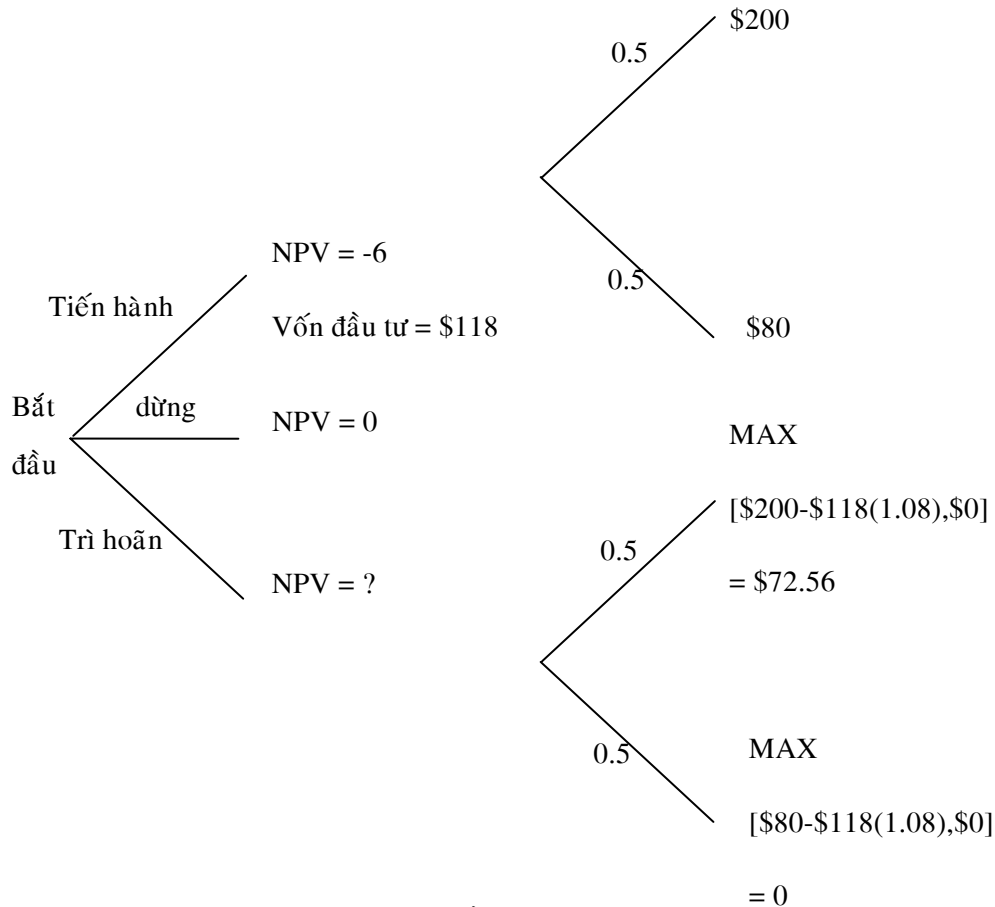 $200
0.5
0.5
$80
NPV = -6
Vốn đầu tư = $118
Tiến hành
Bắt
đầu
dừng
NPV = 0
Trì hoãn
NPV = ?
MAX
[$200-$118(1.08),$0]
= $72.56
0.5
0.5
MAX
[$80-$118(1.08),$0]
= 0